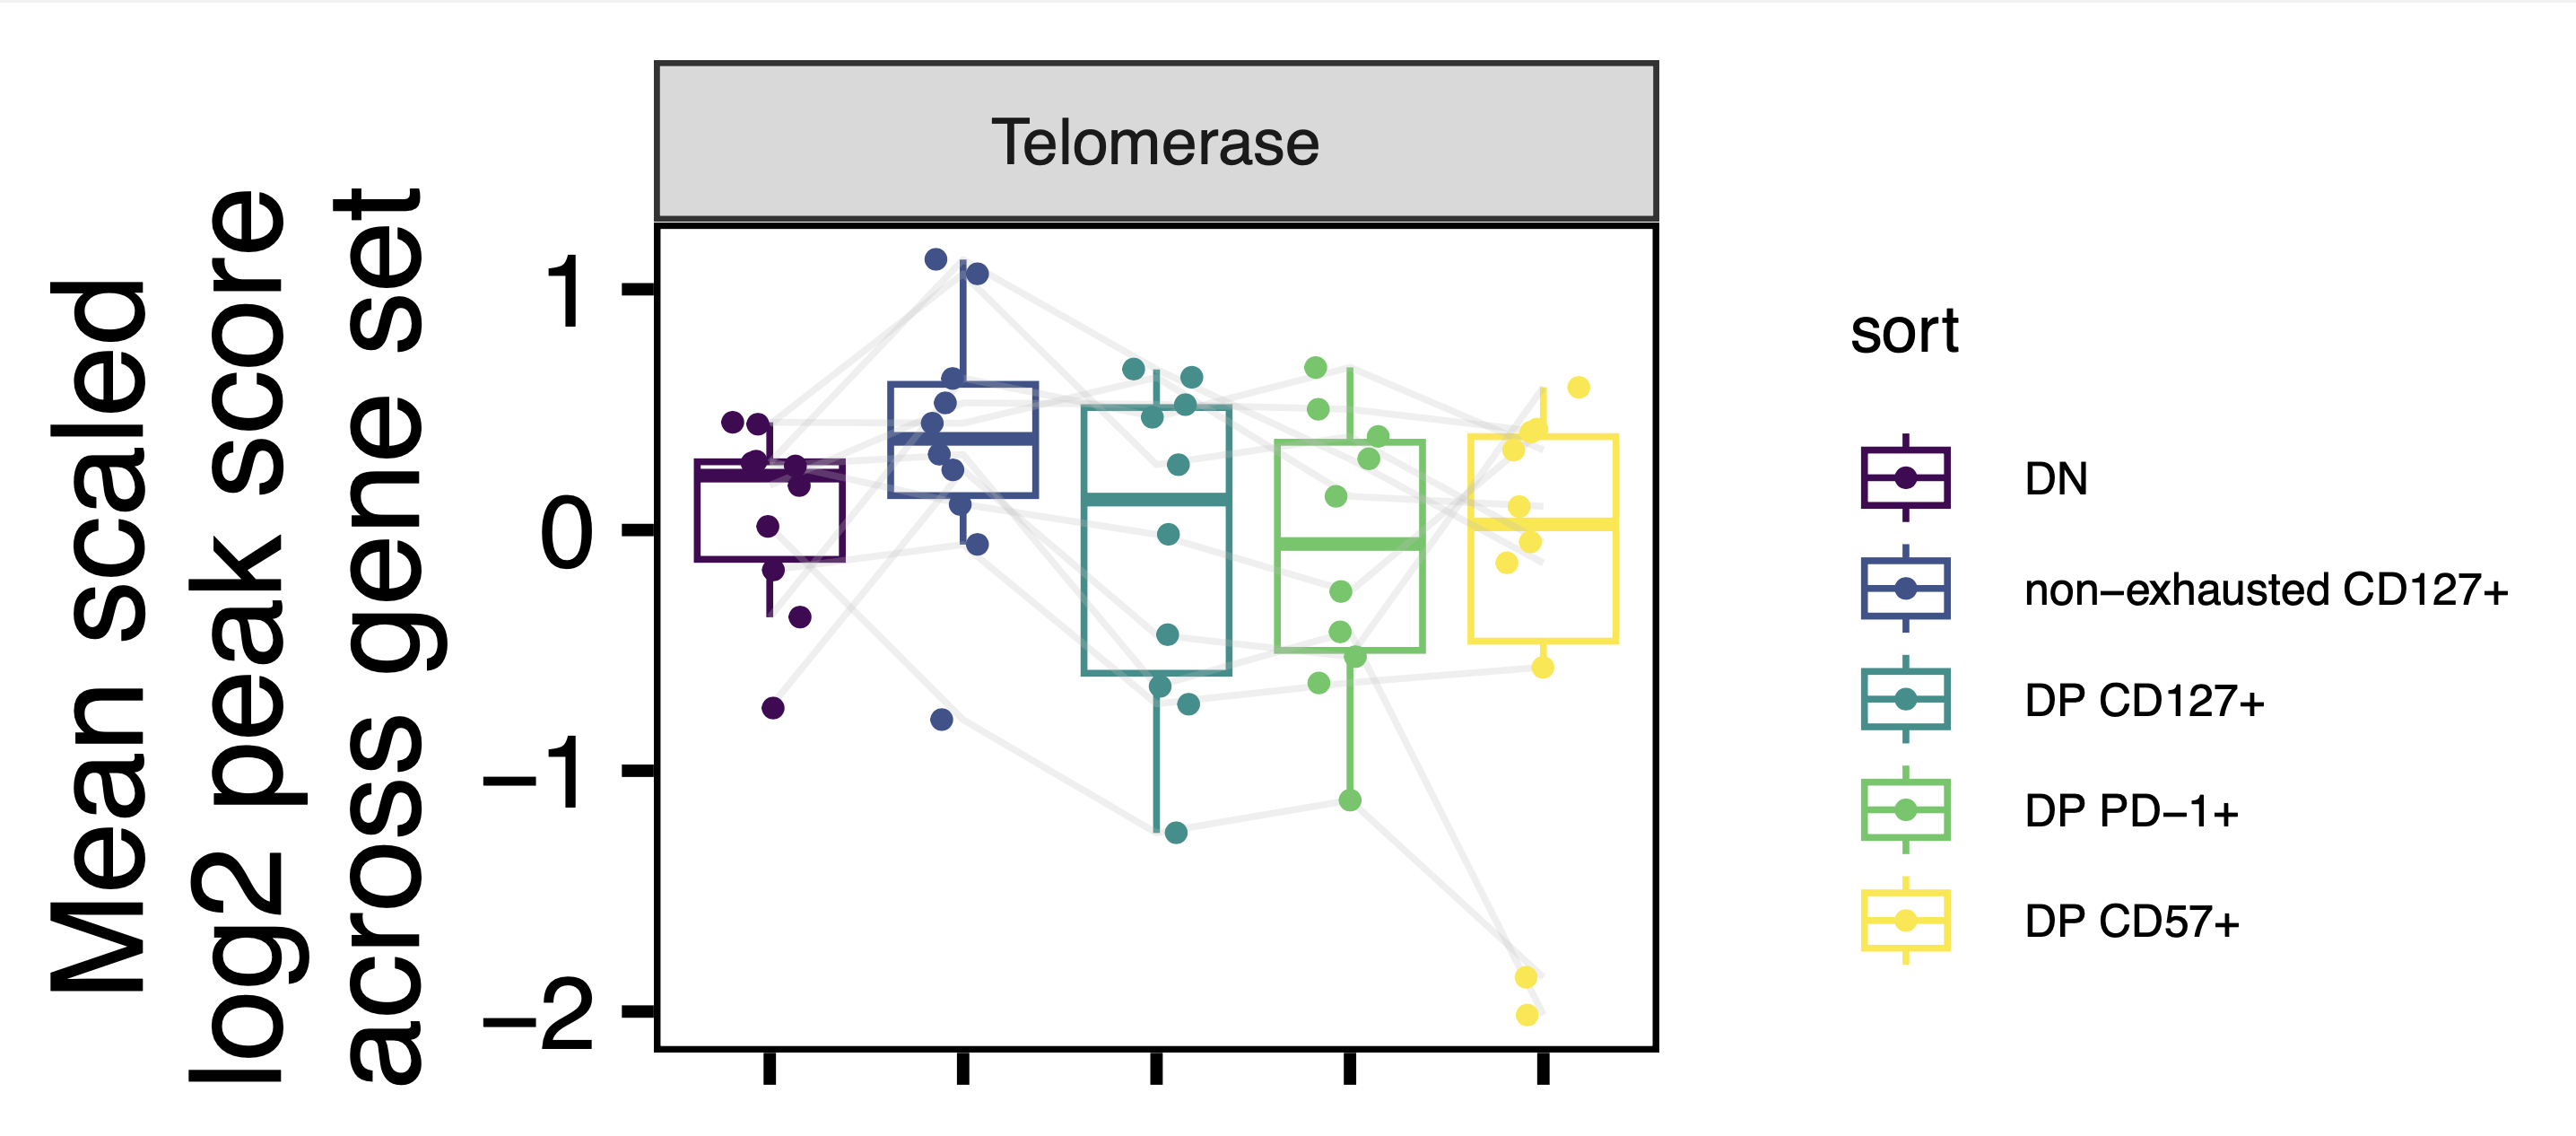 Telomerase
Mean scaled
log2 peak score
across gene set
1
0
−1
−2
sort
DN
non−exhausted CD127+
DP CD127+
DP PD−1+
DP CD57+